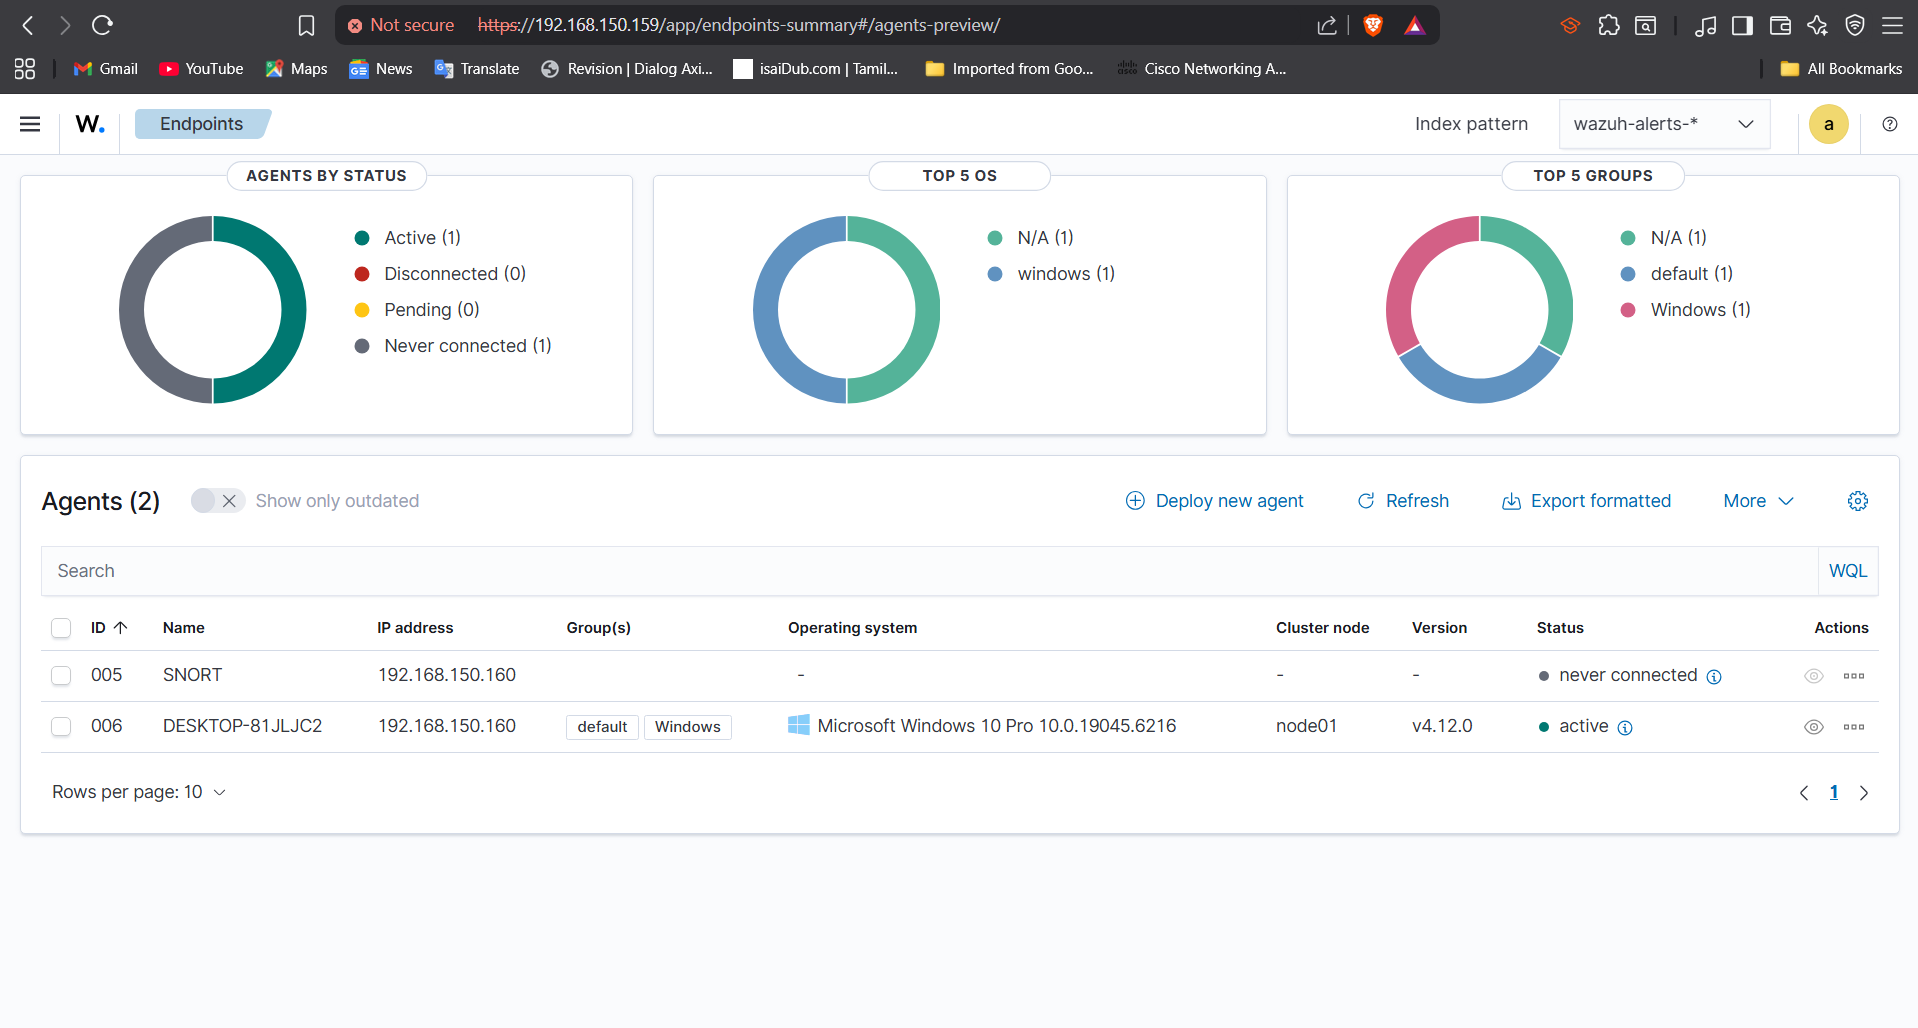 Not secure https://192.168.150.159/app/endpoints-summary#/agents-preview/
Gmail YouTube Maps News Translate Revision | Dialog Axi... isaiDub.com | Tamil... Imported from Goo... Cisco Networking A... All Bookmarks
W. Endpoints Index pattern wazuh-alerts-* a
AGENTS BY STATUS
Active (1)
Disconnected (0)
Pending (0)
Never connected (1)
TOP 5 OS
N/A (1)
windows (1)
TOP 5 GROUPS
N/A (1)
default (1)
Windows (1)
Agents (2) Show only outdated Deploy new agent Refresh Export formatted More
Search WQL
ID Name IP address Group(s) Operating system Cluster node Version Status Actions
005 SNORT 192.168.150.160 - - - never connected
006 DESKTOP-81JLJC2 192.168.150.160 default Windows Microsoft Windows 10 Pro 10.0.19045.6216 node01 v4.12.0 active
Rows per page: 10 1